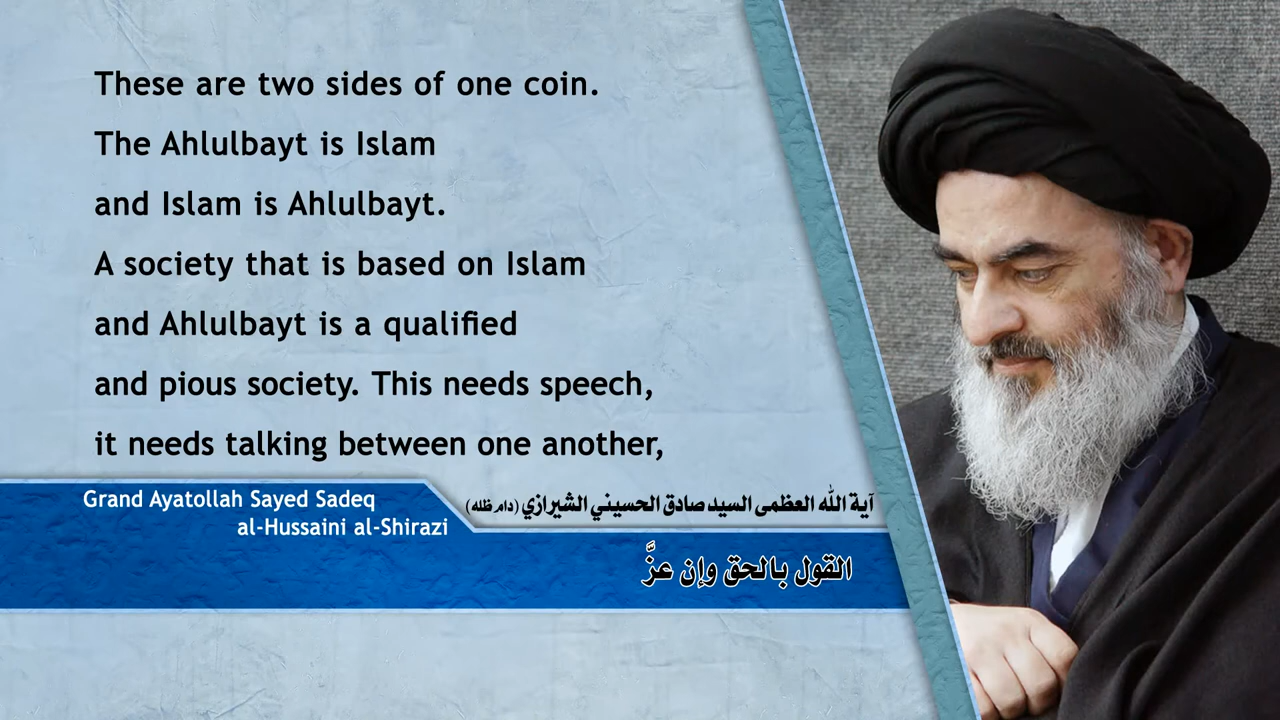 These are two sides of one coin.
The Ahlulbayt is Islam
and Islam is Ahlulbayt.
A society that is based on Islam
and Ahlulbayt is a qualified
and pious society. This needs speech,
it needs talking between one another,
Grand Ayatollah Sayed Sadeq
al-Hussaini al-Shirazi
آية الله العظمى السيد صادق الحسيني الشيرازي (دام ظله)
القول بالحق وإن عزَّ